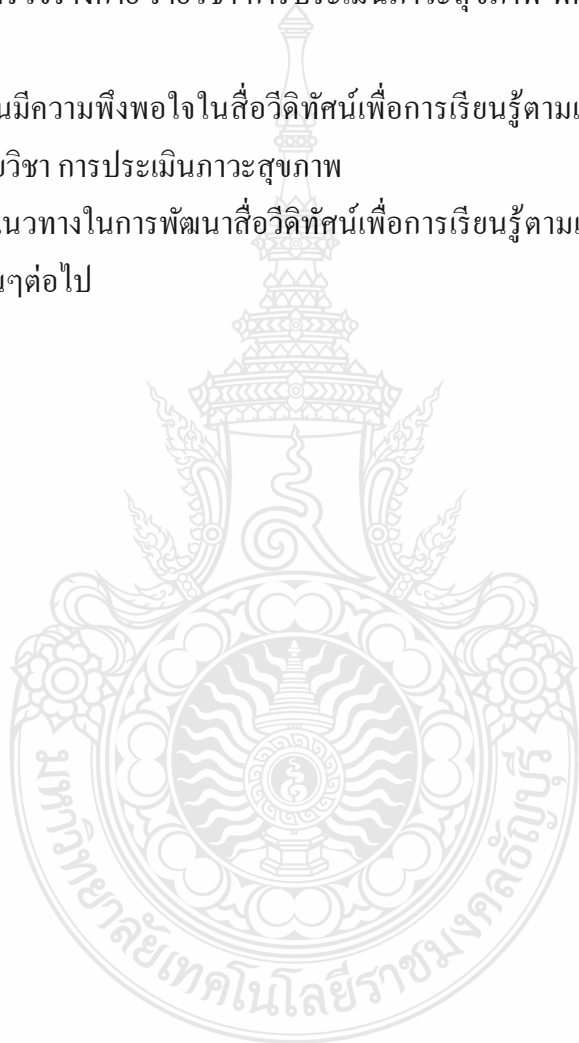 นมีความพึงพอใจในสื่อวีดิทัศน์เพื่อการเรียนรู้ตาม
ยวิชา การประเมินภาวะสุขภาพ
นวทางในการพัฒนาสื่อวีดิทัศน์เพื่อการเรียนรู้ตาม
นๆต่อไป
มหาวิทยาลัยเทคโนโลยีราชมงคลธัญบุรี